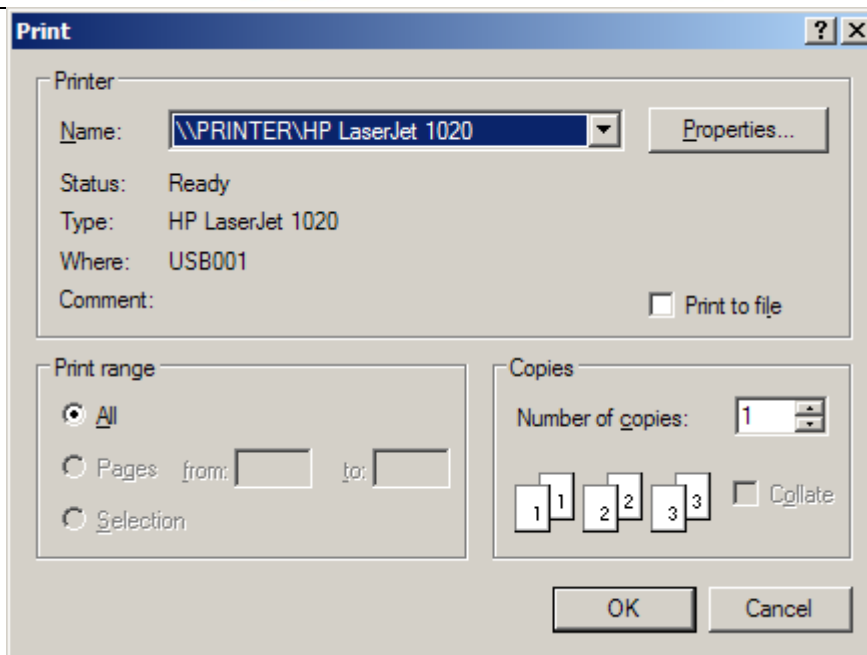 Print
Printer
Name: \\PRINTER\HP LaserJet 1020 Properties...
Status: Ready
Type: HP LaserJet 1020
Where: USB001
Comment: Print to file
Print range
All
Pages from: to:
Selection
Copies
Number of copies: 1
1 1 2 2 3 3 Collate
OK Cancel